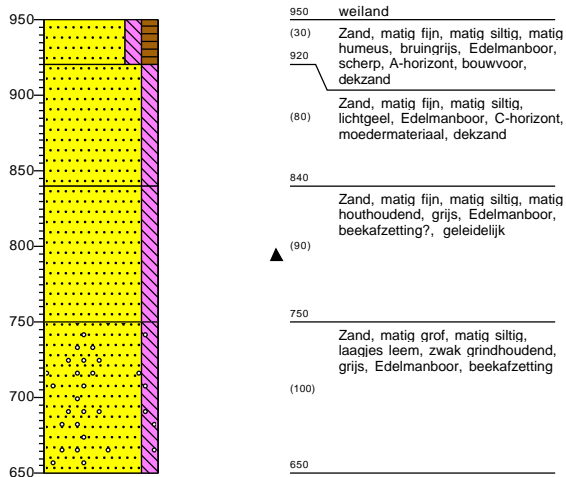 950
900
850
800
750
700
650
950 weiland
(30) Zand, matig fijn, matig siltig, matig
humeus, bruingrijs, Edelmanboor,
920 scherp, A-horizont, bouwvoor,
dekzand
Zand, matig fijn, matig siltig,
(80) lichtgeel, Edelmanboor, C-horizont,
moedermateriaal, dekzand
840
Zand, matig fijn, matig siltig, matig
houthoudend, grijs, Edelmanboor,
beekafzetting?, geleidelijk
(90)
750
Zand, matig grof, matig siltig,
laagjes leem, zwak grindhoudend,
grijs, Edelmanboor, beekafzetting
(100)
650